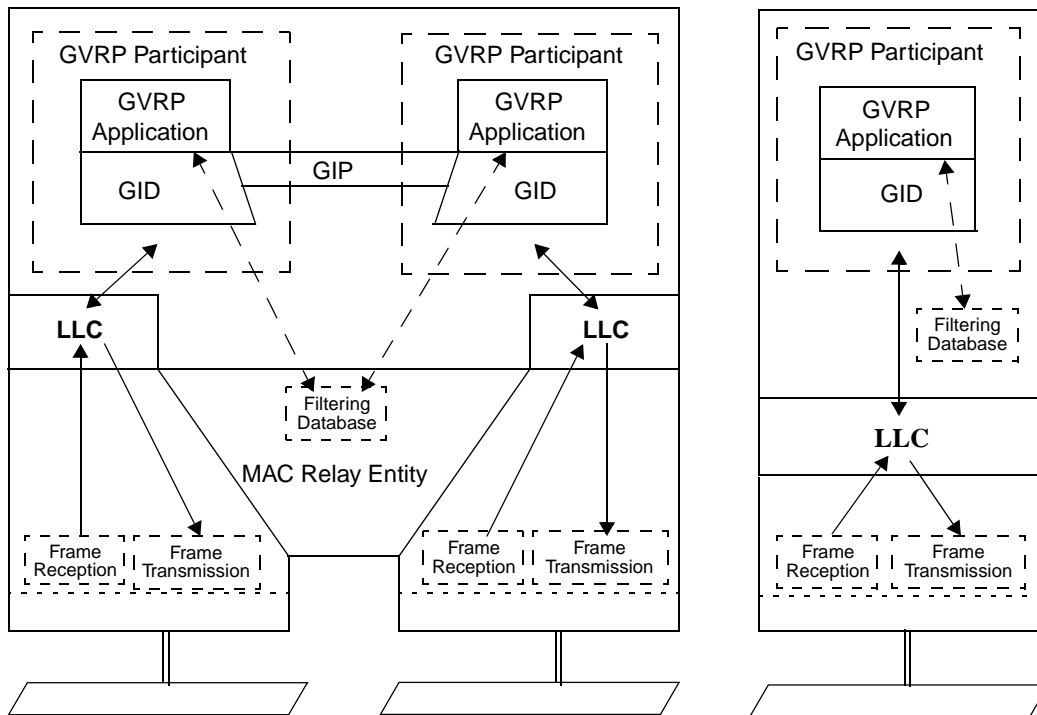 GVRP Participant
GVRP
Application
GID
GIP
GVRP Participant
GVRP
Application
GID
LLC
LLC
Filtering
Database
MAC Relay Entity
Frame
Reception
Frame
Transmission
Frame
Reception
Frame
Transmission
GVRP Participant
GVRP
Application
GID
Filtering
Database
LLC
Frame
Reception
Frame
Transmission